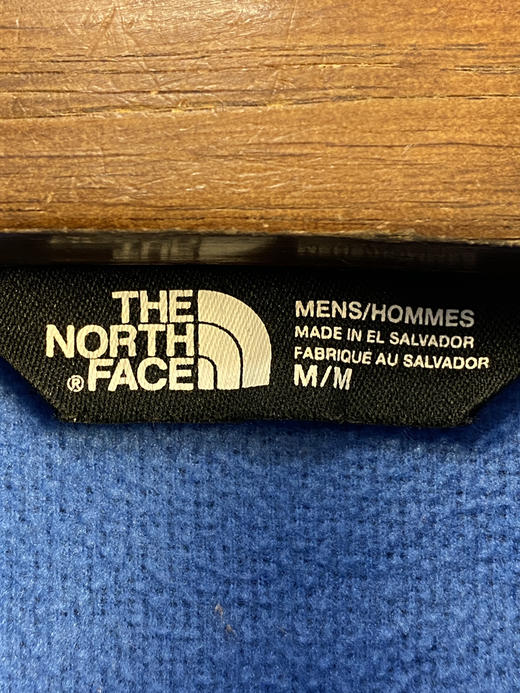 THE
NORTH
® FACE
MENS/HOMMES
MADE IN EL SALVADOR
FABRIQUÉ AU SALVADOR
M/M